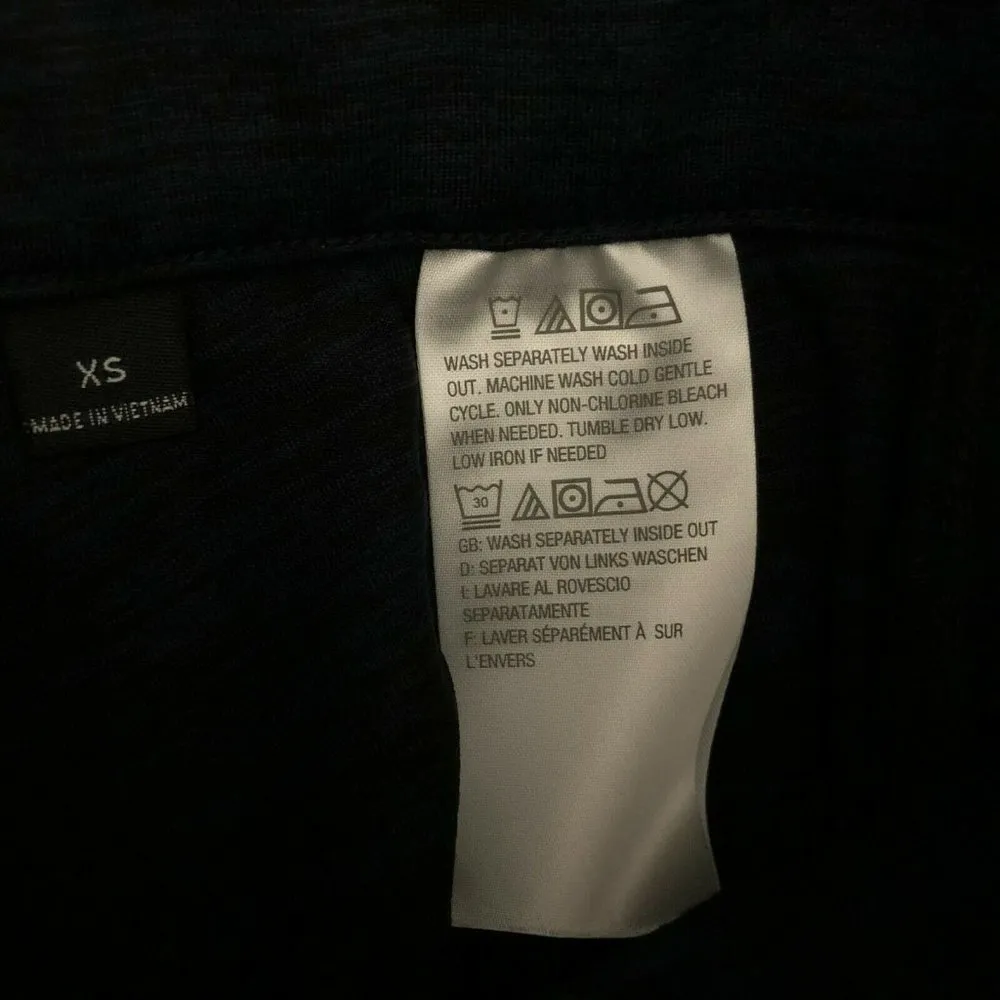 XS
MADE IN VIETNAM
WASH SEPARATELY WASH INSIDE
OUT. MACHINE WASH COLD GENTLE
CYCLE. ONLY NON-CHLORINE BLEACH
WHEN NEEDED. TUMBLE DRY LOW.
LOW IRON IF NEEDED
30
GB: WASH SEPARATELY INSIDE OUT
D: SEPARAT VON LINKS WASCHEN
I: LAVARE AL ROVESCIO
SEPARATAMENTE
F: LAVER SÉPARÉMENT À SUR
L'ENVERS